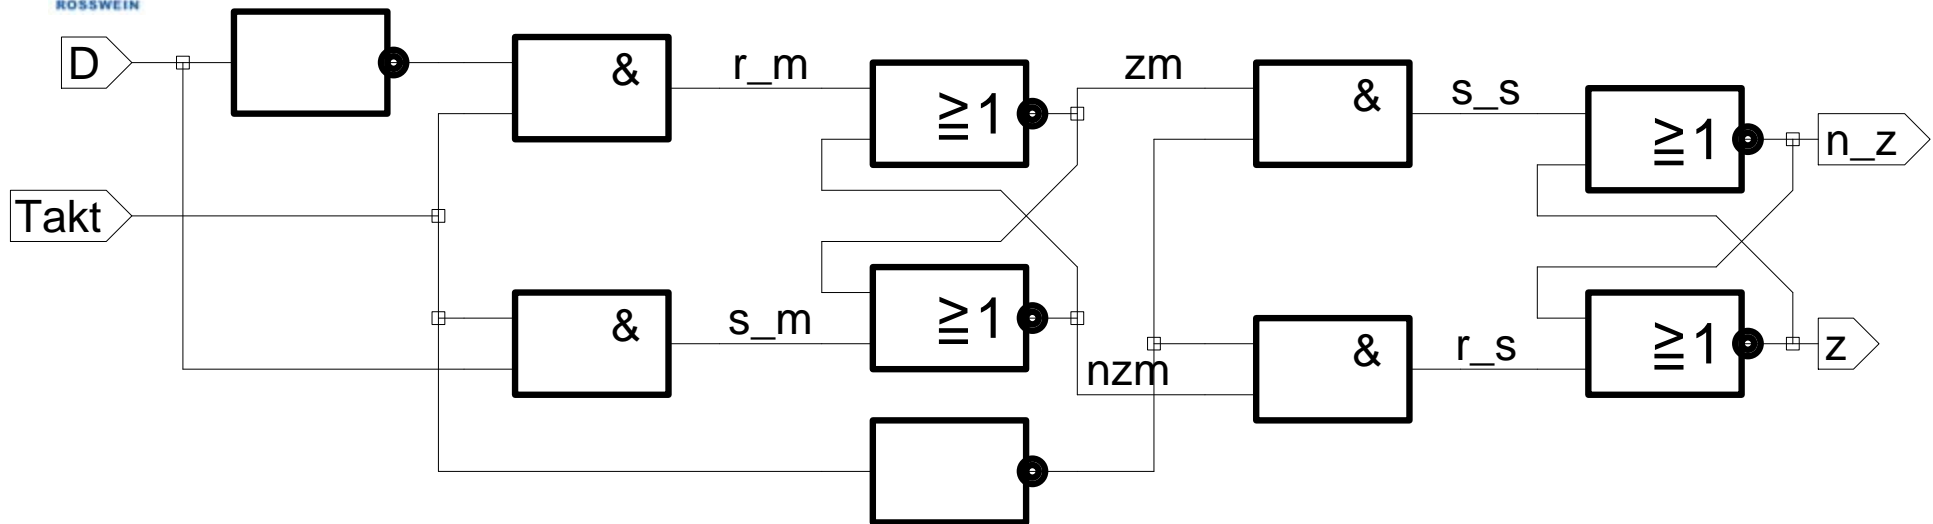 ROSSWEIN
D
&
r_m
≧1
zm
&
s_s
≧1
n_z
Takt
&
s_m
≧1
nzm
&
r_s
≧1
z